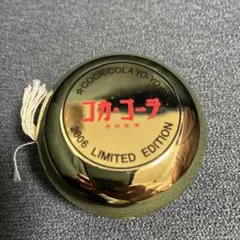 ☆COCA-COLA YO-YO☆
コカ・コーラ
2006 LIMITED EDITION